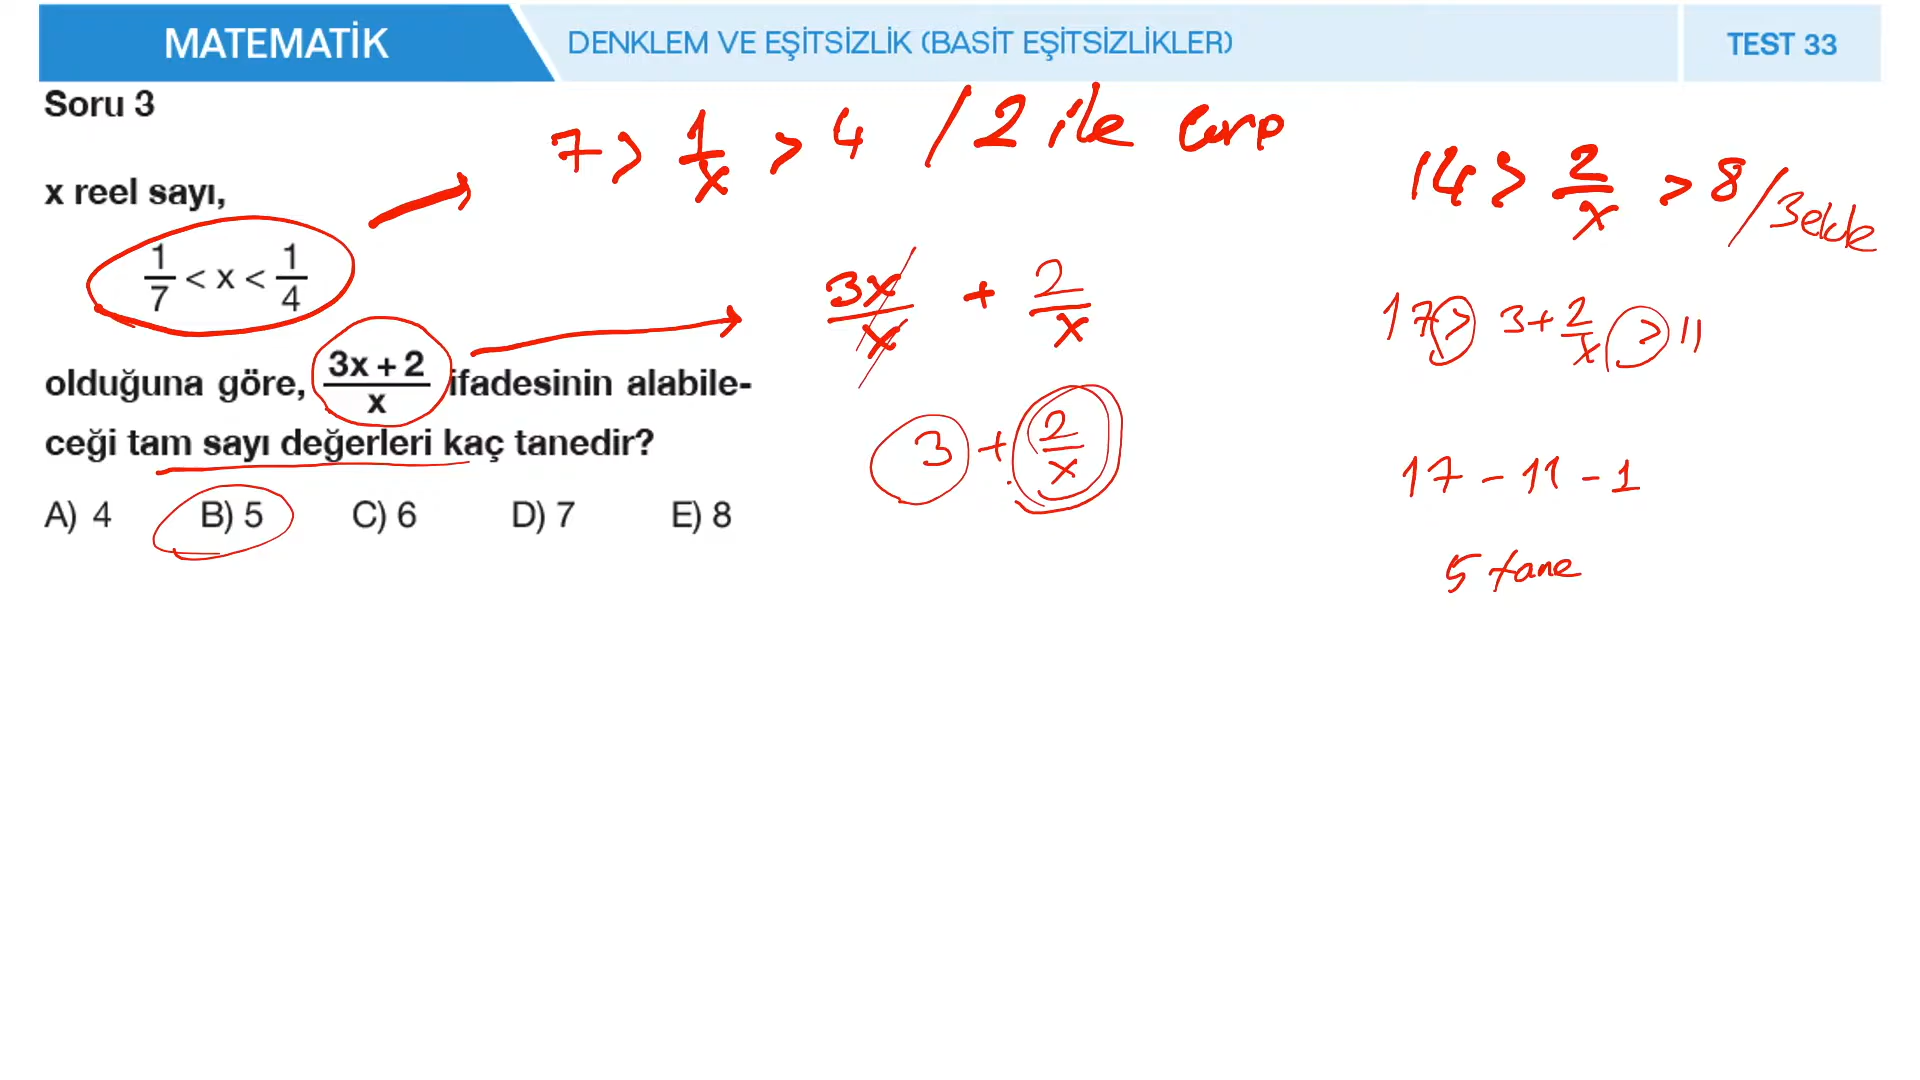 MATEMATİK
DENKLEM VE EŞİTSİZLİK (BASİT EŞİTSİZLİKLER)
TEST 33
Soru 3
x reel sayı,
1/7 < x < 1/4
olduğuna göre, (3x + 2)/x ifadesinin alabile-
ceği tam sayı değerleri kaç tanedir?
A) 4 B) 5 C) 6 D) 7 E) 8
7 > 1/x > 4 / 2 ile çarp
3x/x + 2/x
3 + 2/x
14 > 2/x > 8 / 3 ekle
17 > 3 + 2/x > 11
17 - 11 - 1
5 tane